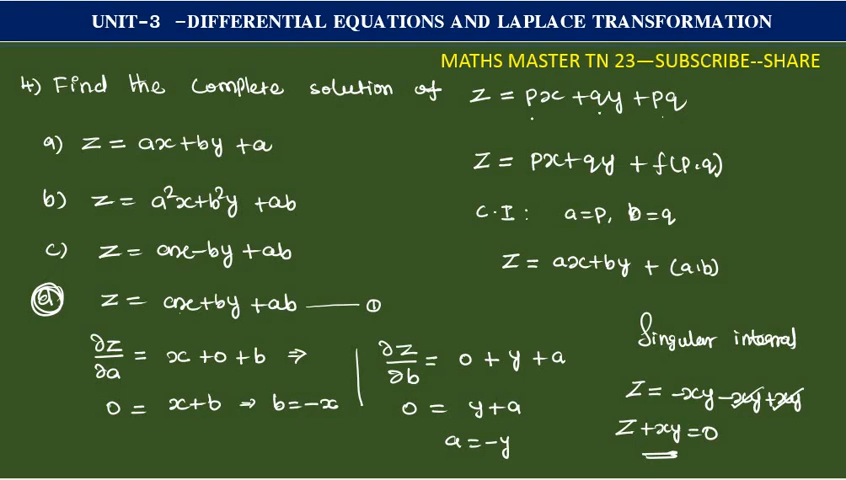 UNIT-3 -DIFFERENTIAL EQUATIONS AND LAPLACE TRANSFORMATION
MATHS MASTER TN 23—SUBSCRIBE--SHARE
4) Find the complete solution of z = px + qy + pq
a) z = ax + by + a
b) z = a²x + b²y + ab
c) z = ax - by + ab
d) z = ax + by + ab —— ①
∂z/∂a = x + 0 + b ⇒
0 = x + b ⇒ b = -x
∂z/∂b = 0 + y + a
0 = y + a
a = -y
z = px + qy + f(p,q)
C.I : a = p, b = q
z = ax + by + (a·b)
Singular integral
z = -xy - xy + xy
z + xy = 0